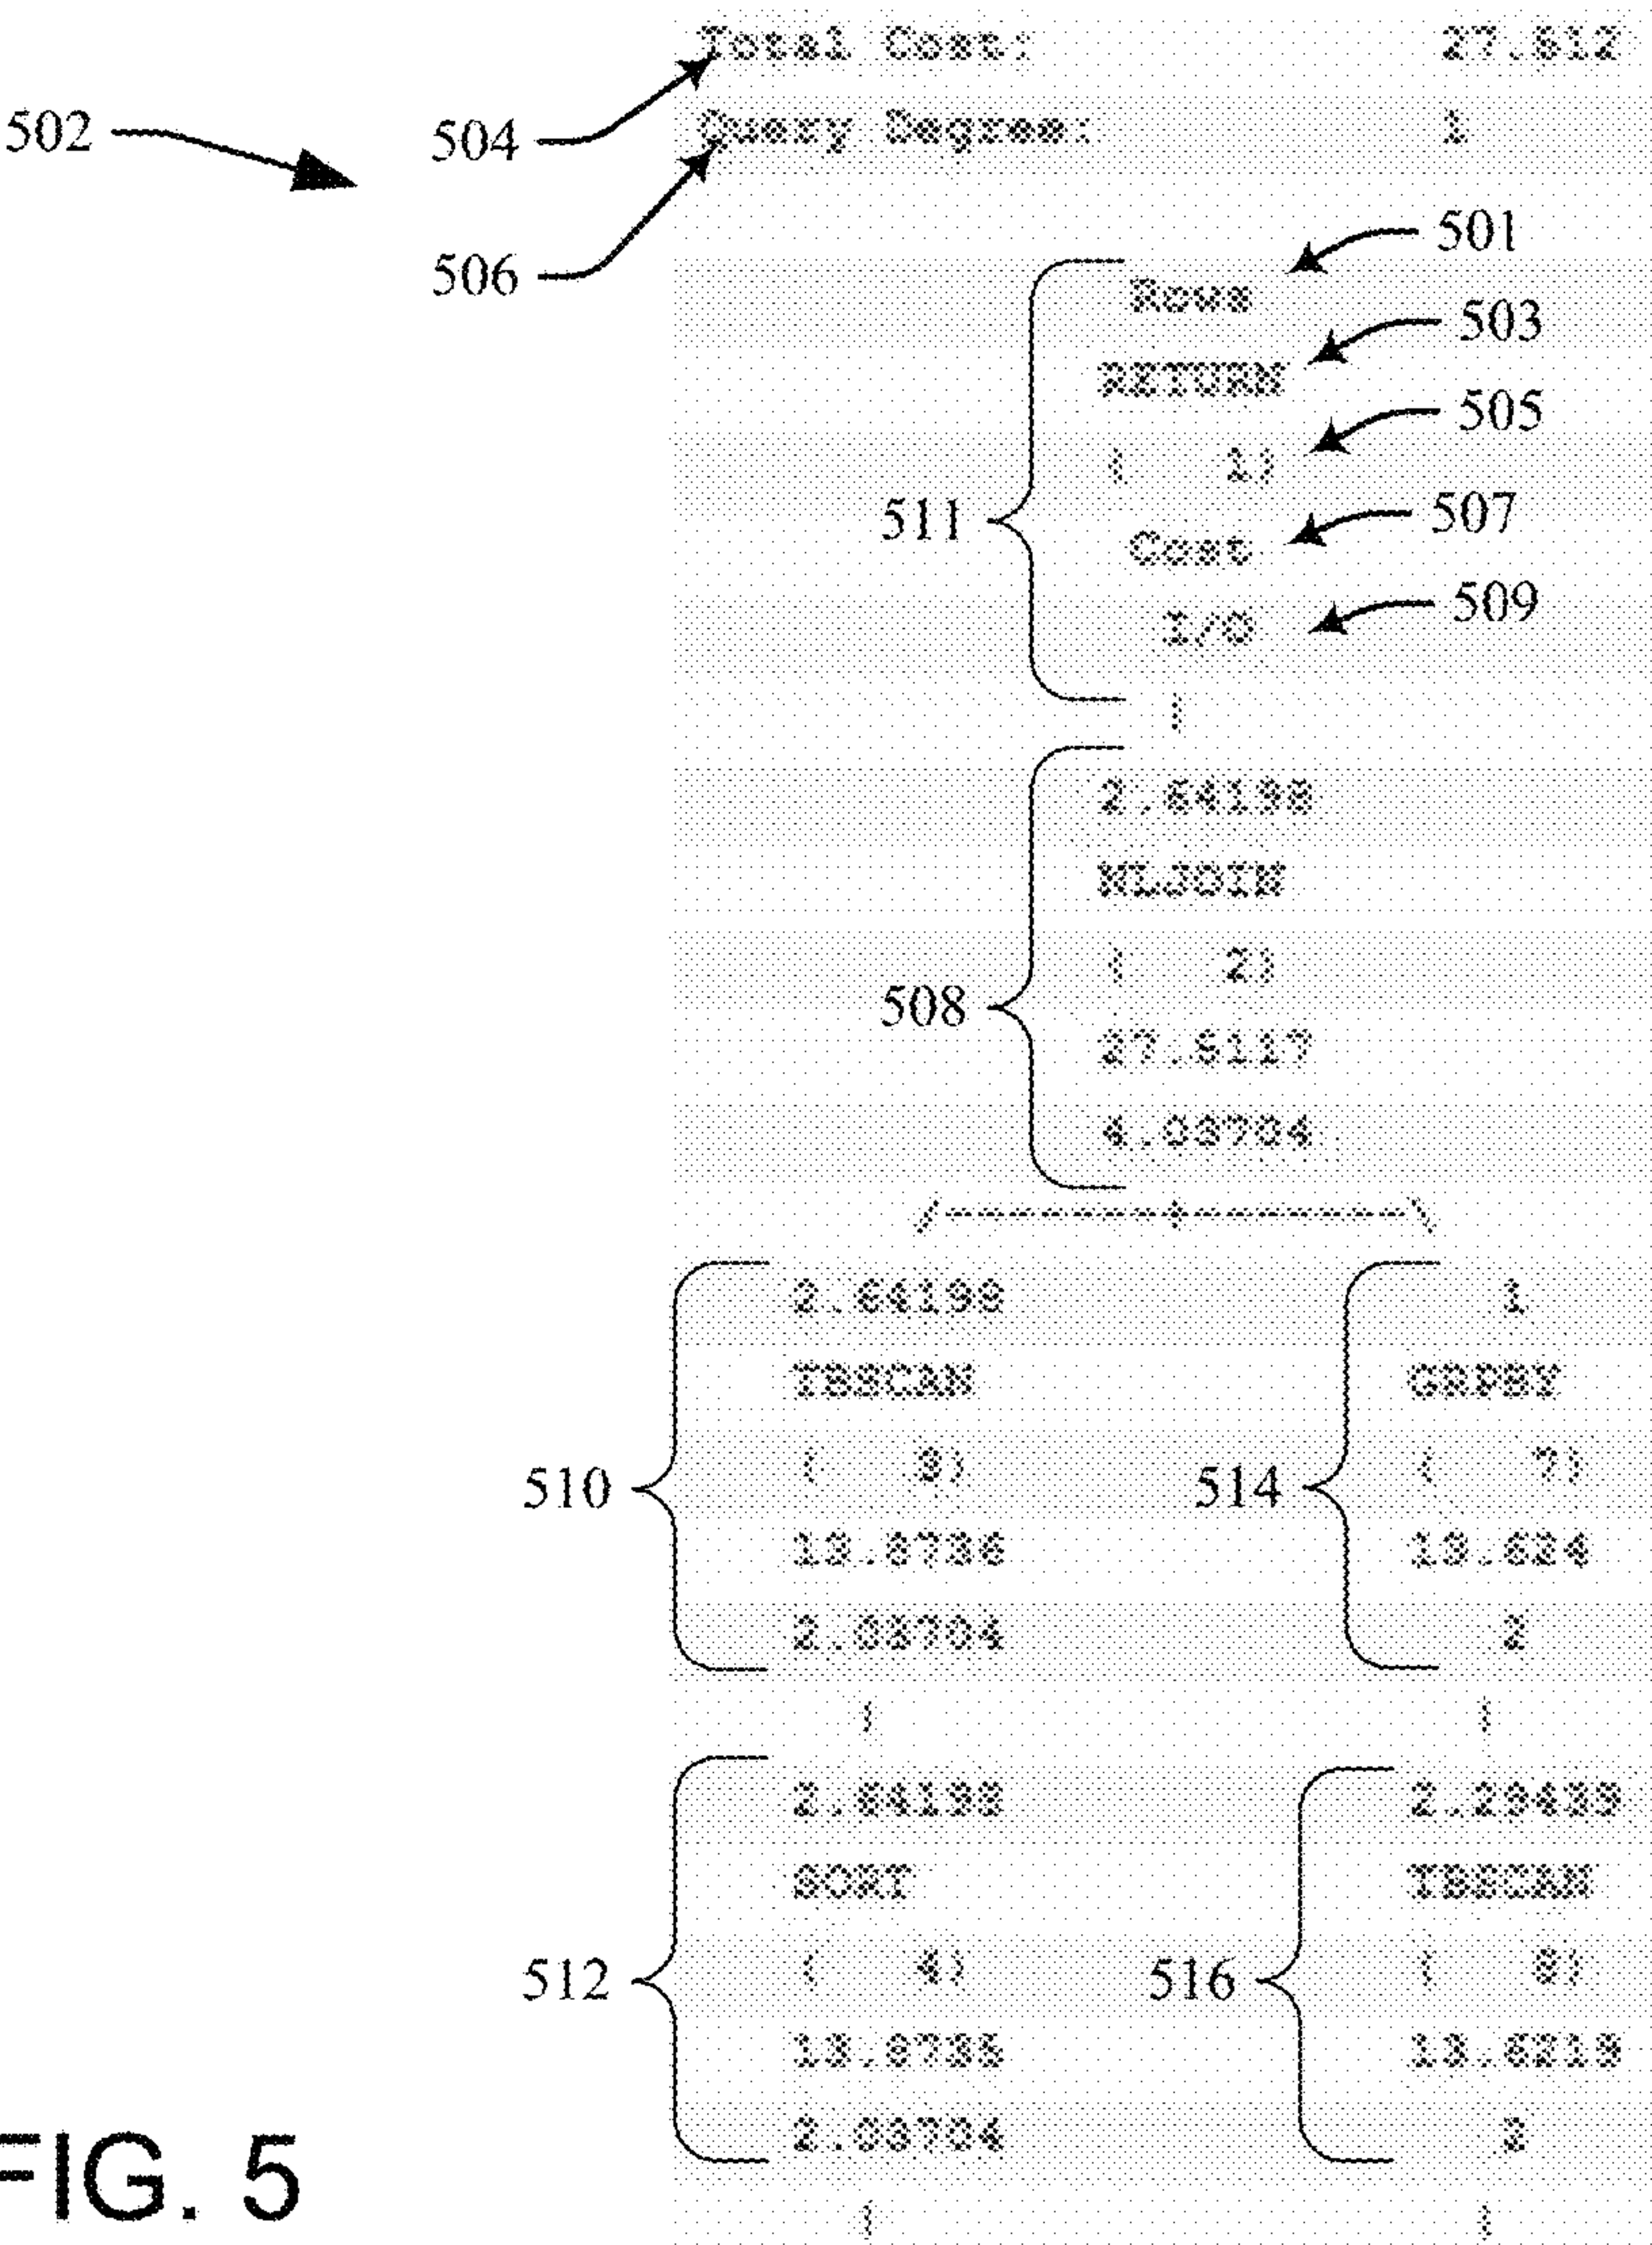 Total Cost: 27.512
502
504
Query Degree: 1
506
501
Rows
503
RETURN
505
( 1)
511
507
Cost
509
I/O
|
2.64198
NLJOIN
( 2)
508
27.5117
4.03704
/----------+----------\
2.64198 1
TBSCAN GRPBY
( 3) ( 7)
510 514
13.8736 13.624
2.03704 2
| |
2.64198 2.29439
SORT TBSCAN
( 4) ( 8)
512 516
13.8735 13.6219
2.03704 2
| |
FIG. 5